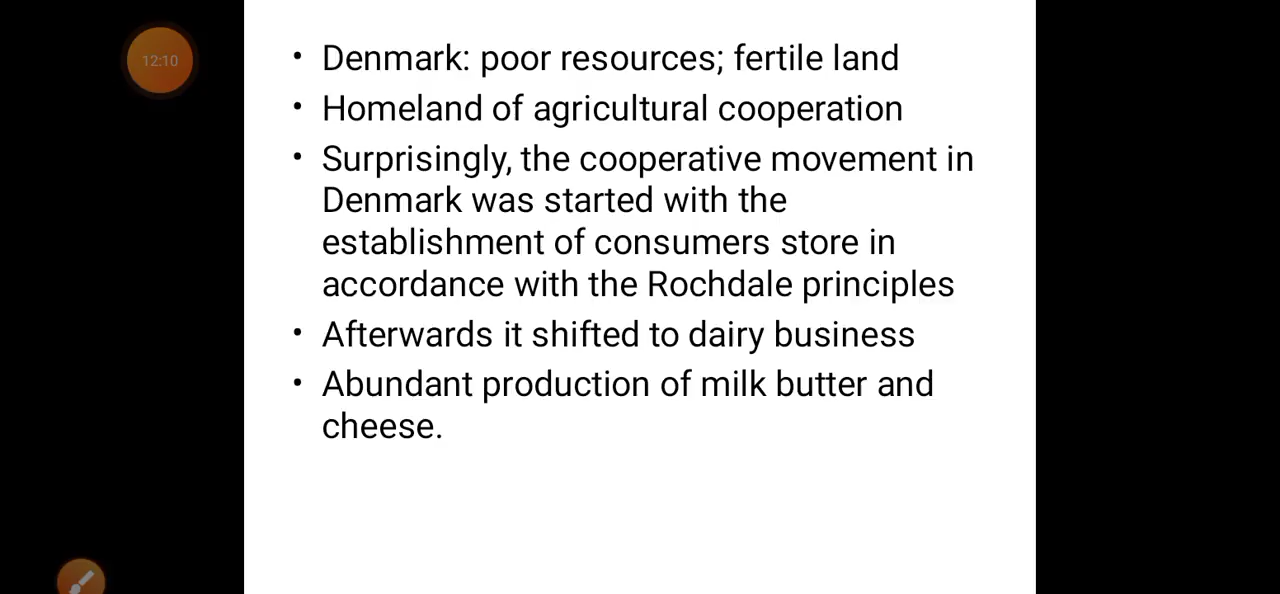 12:10
• Denmark: poor resources; fertile land
• Homeland of agricultural cooperation
• Surprisingly, the cooperative movement in
Denmark was started with the
establishment of consumers store in
accordance with the Rochdale principles
• Afterwards it shifted to dairy business
• Abundant production of milk butter and
cheese.